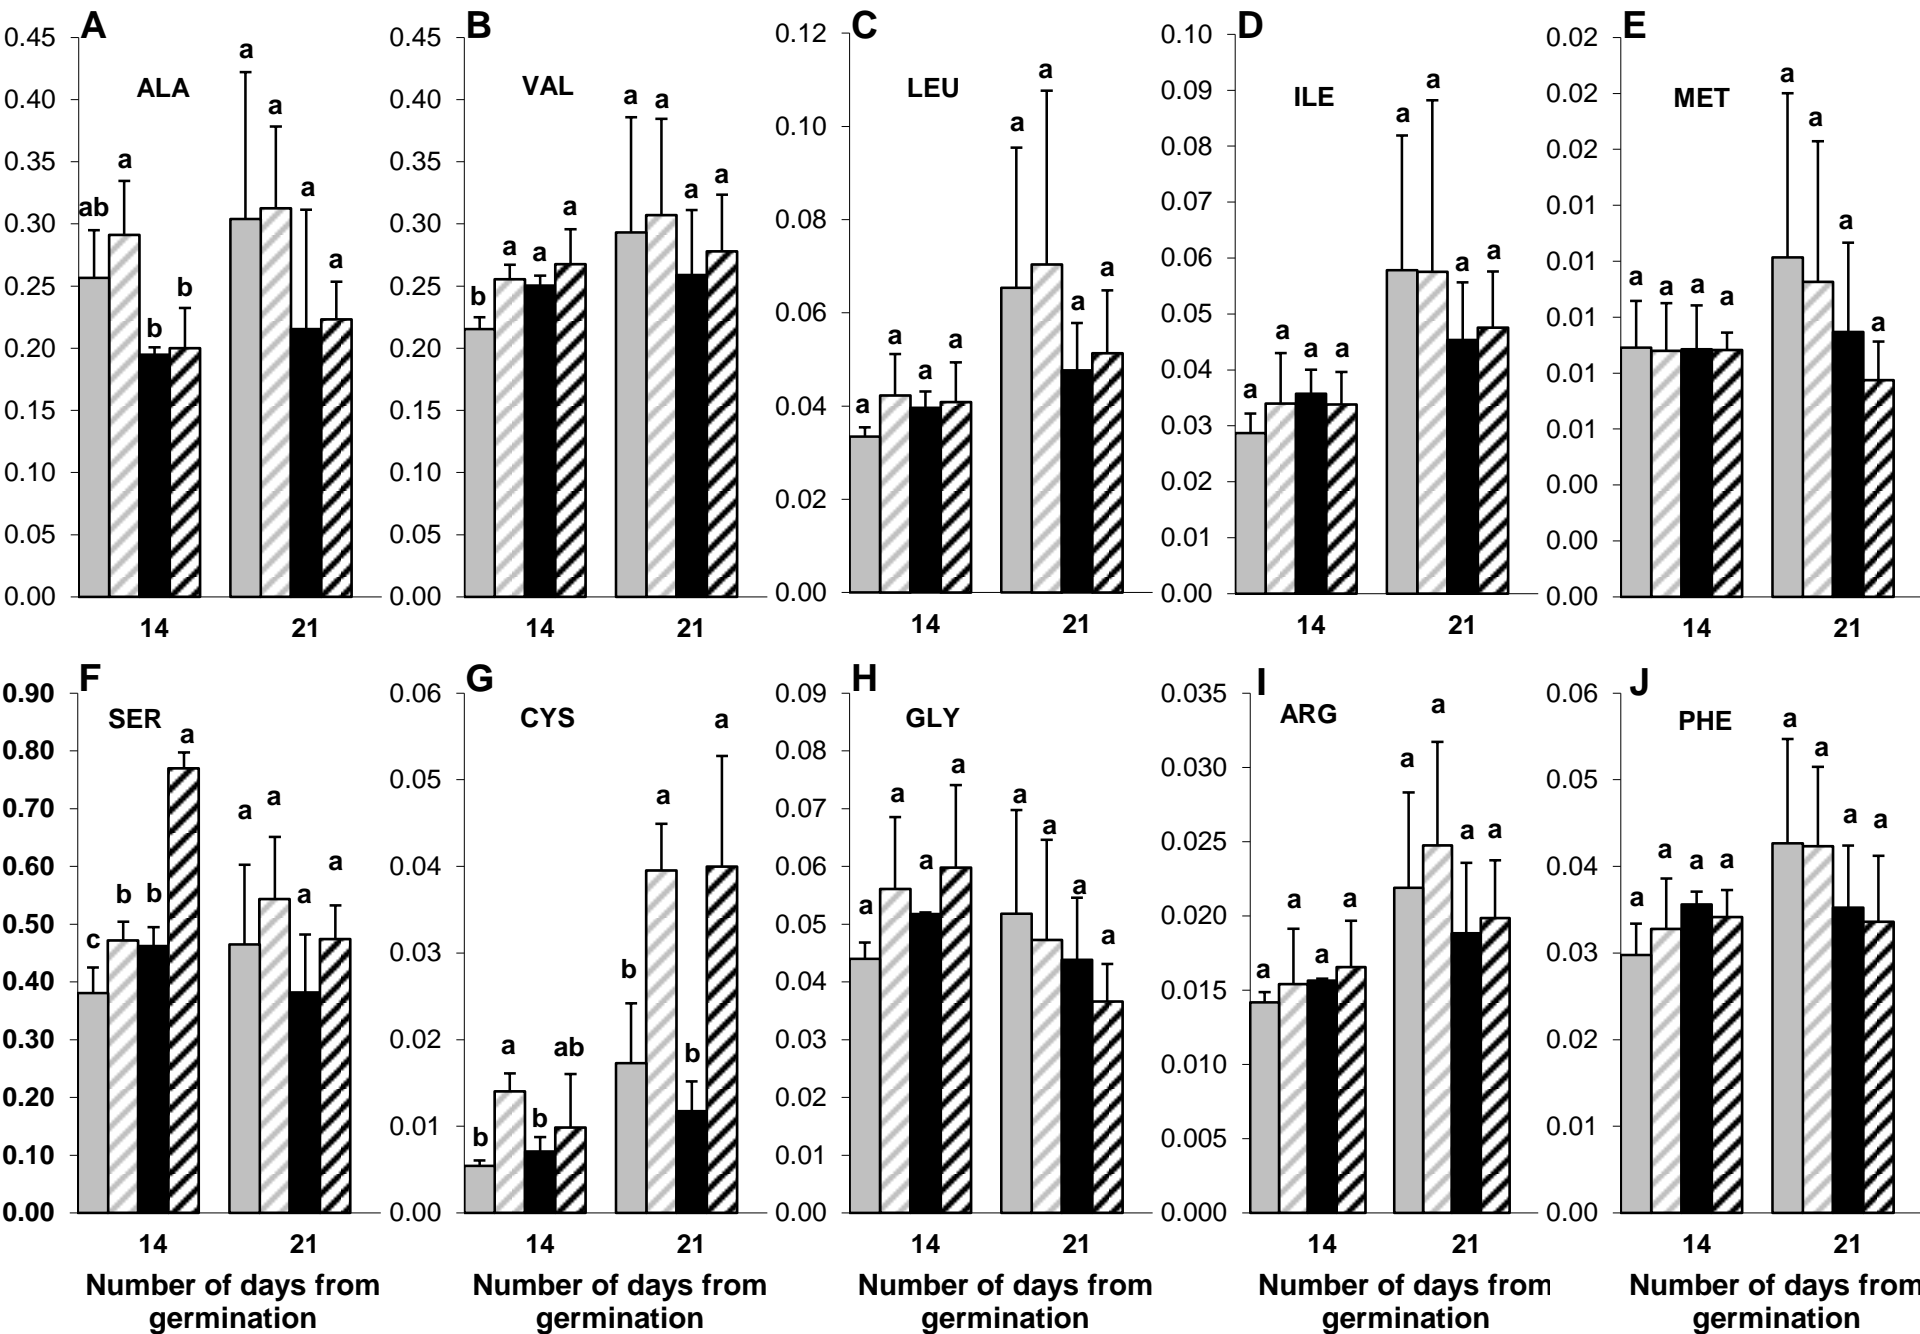 A B C D E
ALA VAL LEU ILE MET
0.45 0.40 0.35 0.30 0.25 0.20 0.15 0.10 0.05 0.00
ab a b b a a a a
14 21
0.45 0.40 0.35 0.30 0.25 0.20 0.15 0.10 0.05 0.00
b a a a a a a a
14 21
0.12 0.10 0.08 0.06 0.04 0.02 0.00
a a a a a a a a
14 21
0.10 0.09 0.08 0.07 0.06 0.05 0.04 0.03 0.02 0.01 0.00
a a a a a a a a
14 21
0.02 0.02 0.02 0.01 0.01 0.01 0.01 0.01 0.00 0.00 0.00
a a a a a a a a
14 21
F G H I J
SER CYS GLY ARG PHE
0.90 0.80 0.70 0.60 0.50 0.40 0.30 0.20 0.10 0.00
c b b a a a a a
14 21
0.06 0.05 0.04 0.03 0.02 0.01 0.00
b a b ab b a b a
14 21
0.09 0.08 0.07 0.06 0.05 0.04 0.03 0.02 0.01 0.00
a a a a a a a a
14 21
0.035 0.030 0.025 0.020 0.015 0.010 0.005 0.000
a a a a a a a a
14 21
0.06 0.05 0.04 0.03 0.02 0.01 0.00
a a a a a a a a
14 21
Number of days from
germination
Number of days from
germination
Number of days from
germination
Number of days from
germination
Number of days from
germination